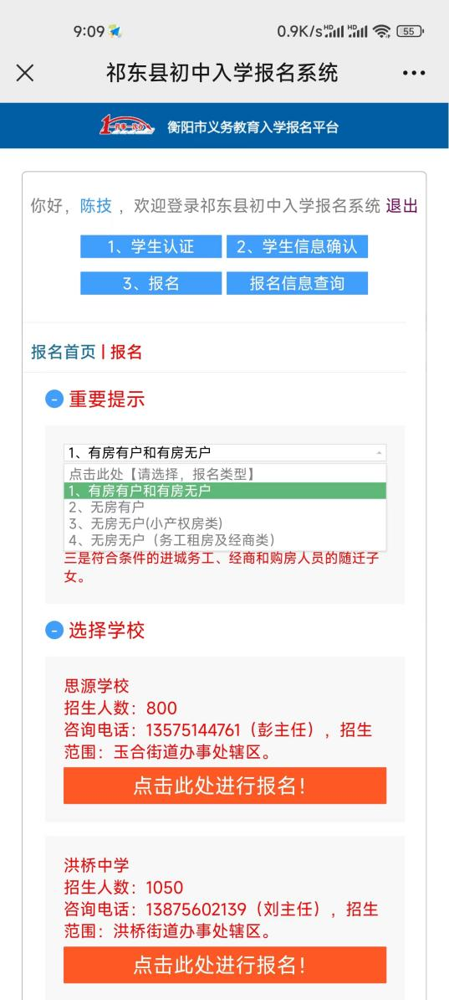 9:09
0.9K/s HD HD 55
祁东县初中入学报名系统
衡阳市义务教育入学报名平台
你好，陈技 ，欢迎登录祁东县初中入学报名系统 退出
1、学生认证
2、学生信息确认
3、报名
报名信息查询
报名首页 | 报名
- 重要提示
1、有房有户和有房无户
点击此处【请选择，报名类型】
1、有房有户和有房无户
2、无房有户
3、无房无户(小产权房类)
4、无房无户（务工租房及经商类）
三是符合条件的进城务工、经商和购房人员的随迁子
女。
- 选择学校
思源学校
招生人数：800
咨询电话：13575144761（彭主任），招生
范围：玉合街道办事处辖区。
点击此处进行报名！
洪桥中学
招生人数：1050
咨询电话：13875602139（刘主任），招生
范围：洪桥街道办事处辖区。
点击此处进行报名！